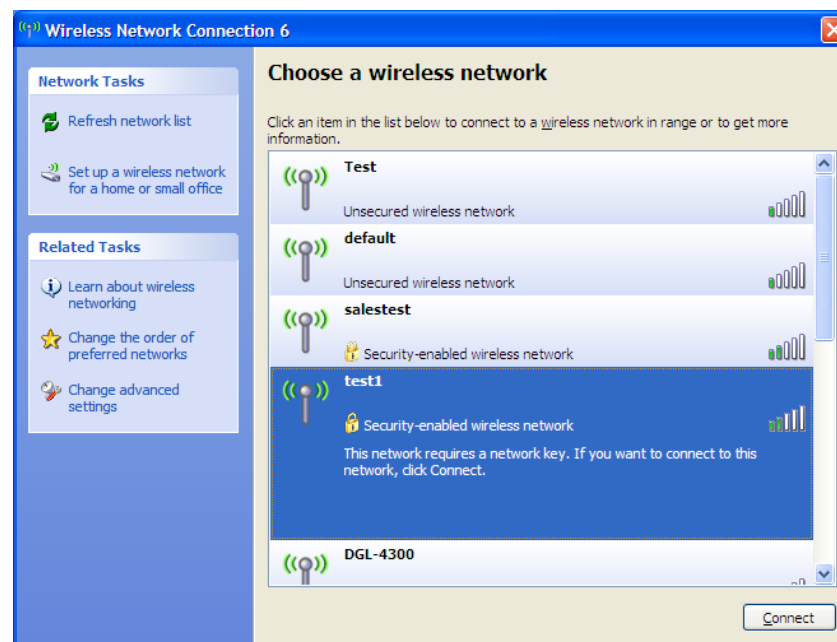 Wireless Network Connection 6
Network Tasks
Refresh network list
Set up a wireless network
for a home or small office
Related Tasks
Learn about wireless
networking
Change the order of
preferred networks
Change advanced
settings
Choose a wireless network
Click an item in the list below to connect to a wireless network in range or to get more
information.
Test
Unsecured wireless network
default
Unsecured wireless network
salestest
Security-enabled wireless network
test1
Security-enabled wireless network
This network requires a network key. If you want to connect to this
network, click Connect.
DGL-4300
Connect